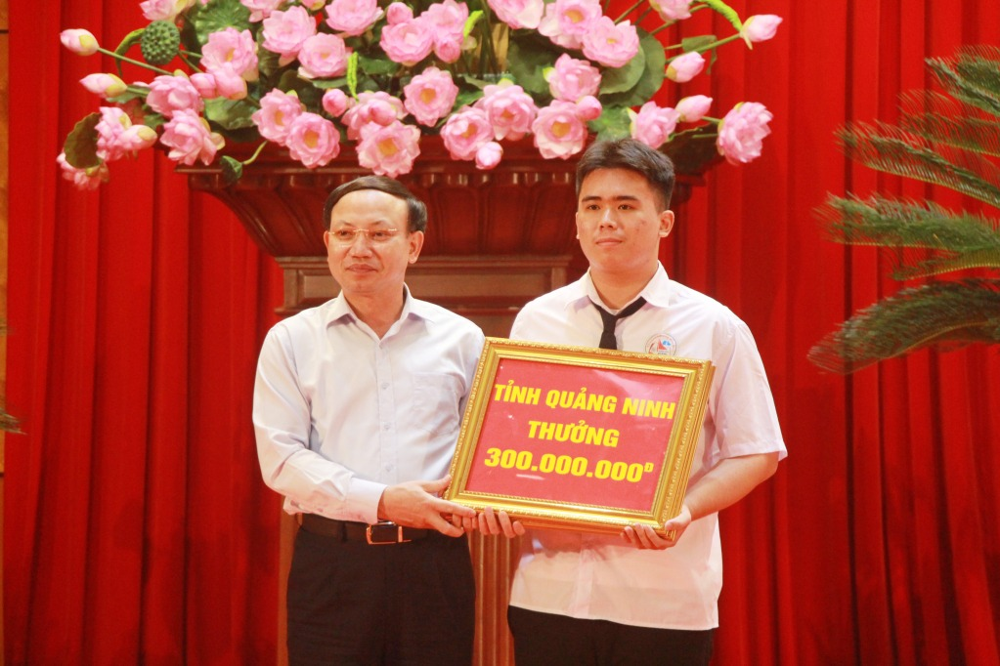 TỈNH QUẢNG NINH
THƯỞNG
300.000.000đ